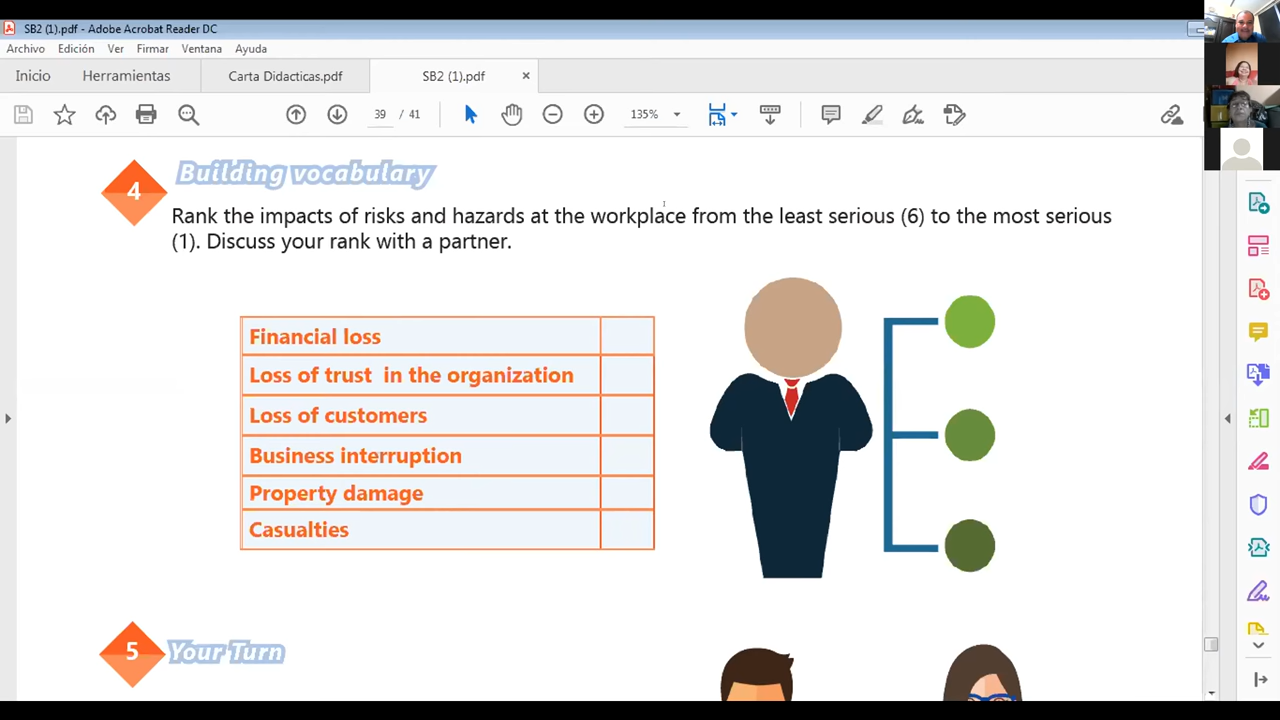 SB2 (1).pdf - Adobe Acrobat Reader DC
Archivo Edición Ver Firmar Ventana Ayuda
Inicio Herramientas Carta Didacticas.pdf SB2 (1).pdf ×
39 / 41 135%
4 Building vocabulary
Rank the impacts of risks and hazards at the workplace from the least serious (6) to the most serious
(1). Discuss your rank with a partner.
Financial loss
Loss of trust in the organization
Loss of customers
Business interruption
Property damage
Casualties
5 Your Turn